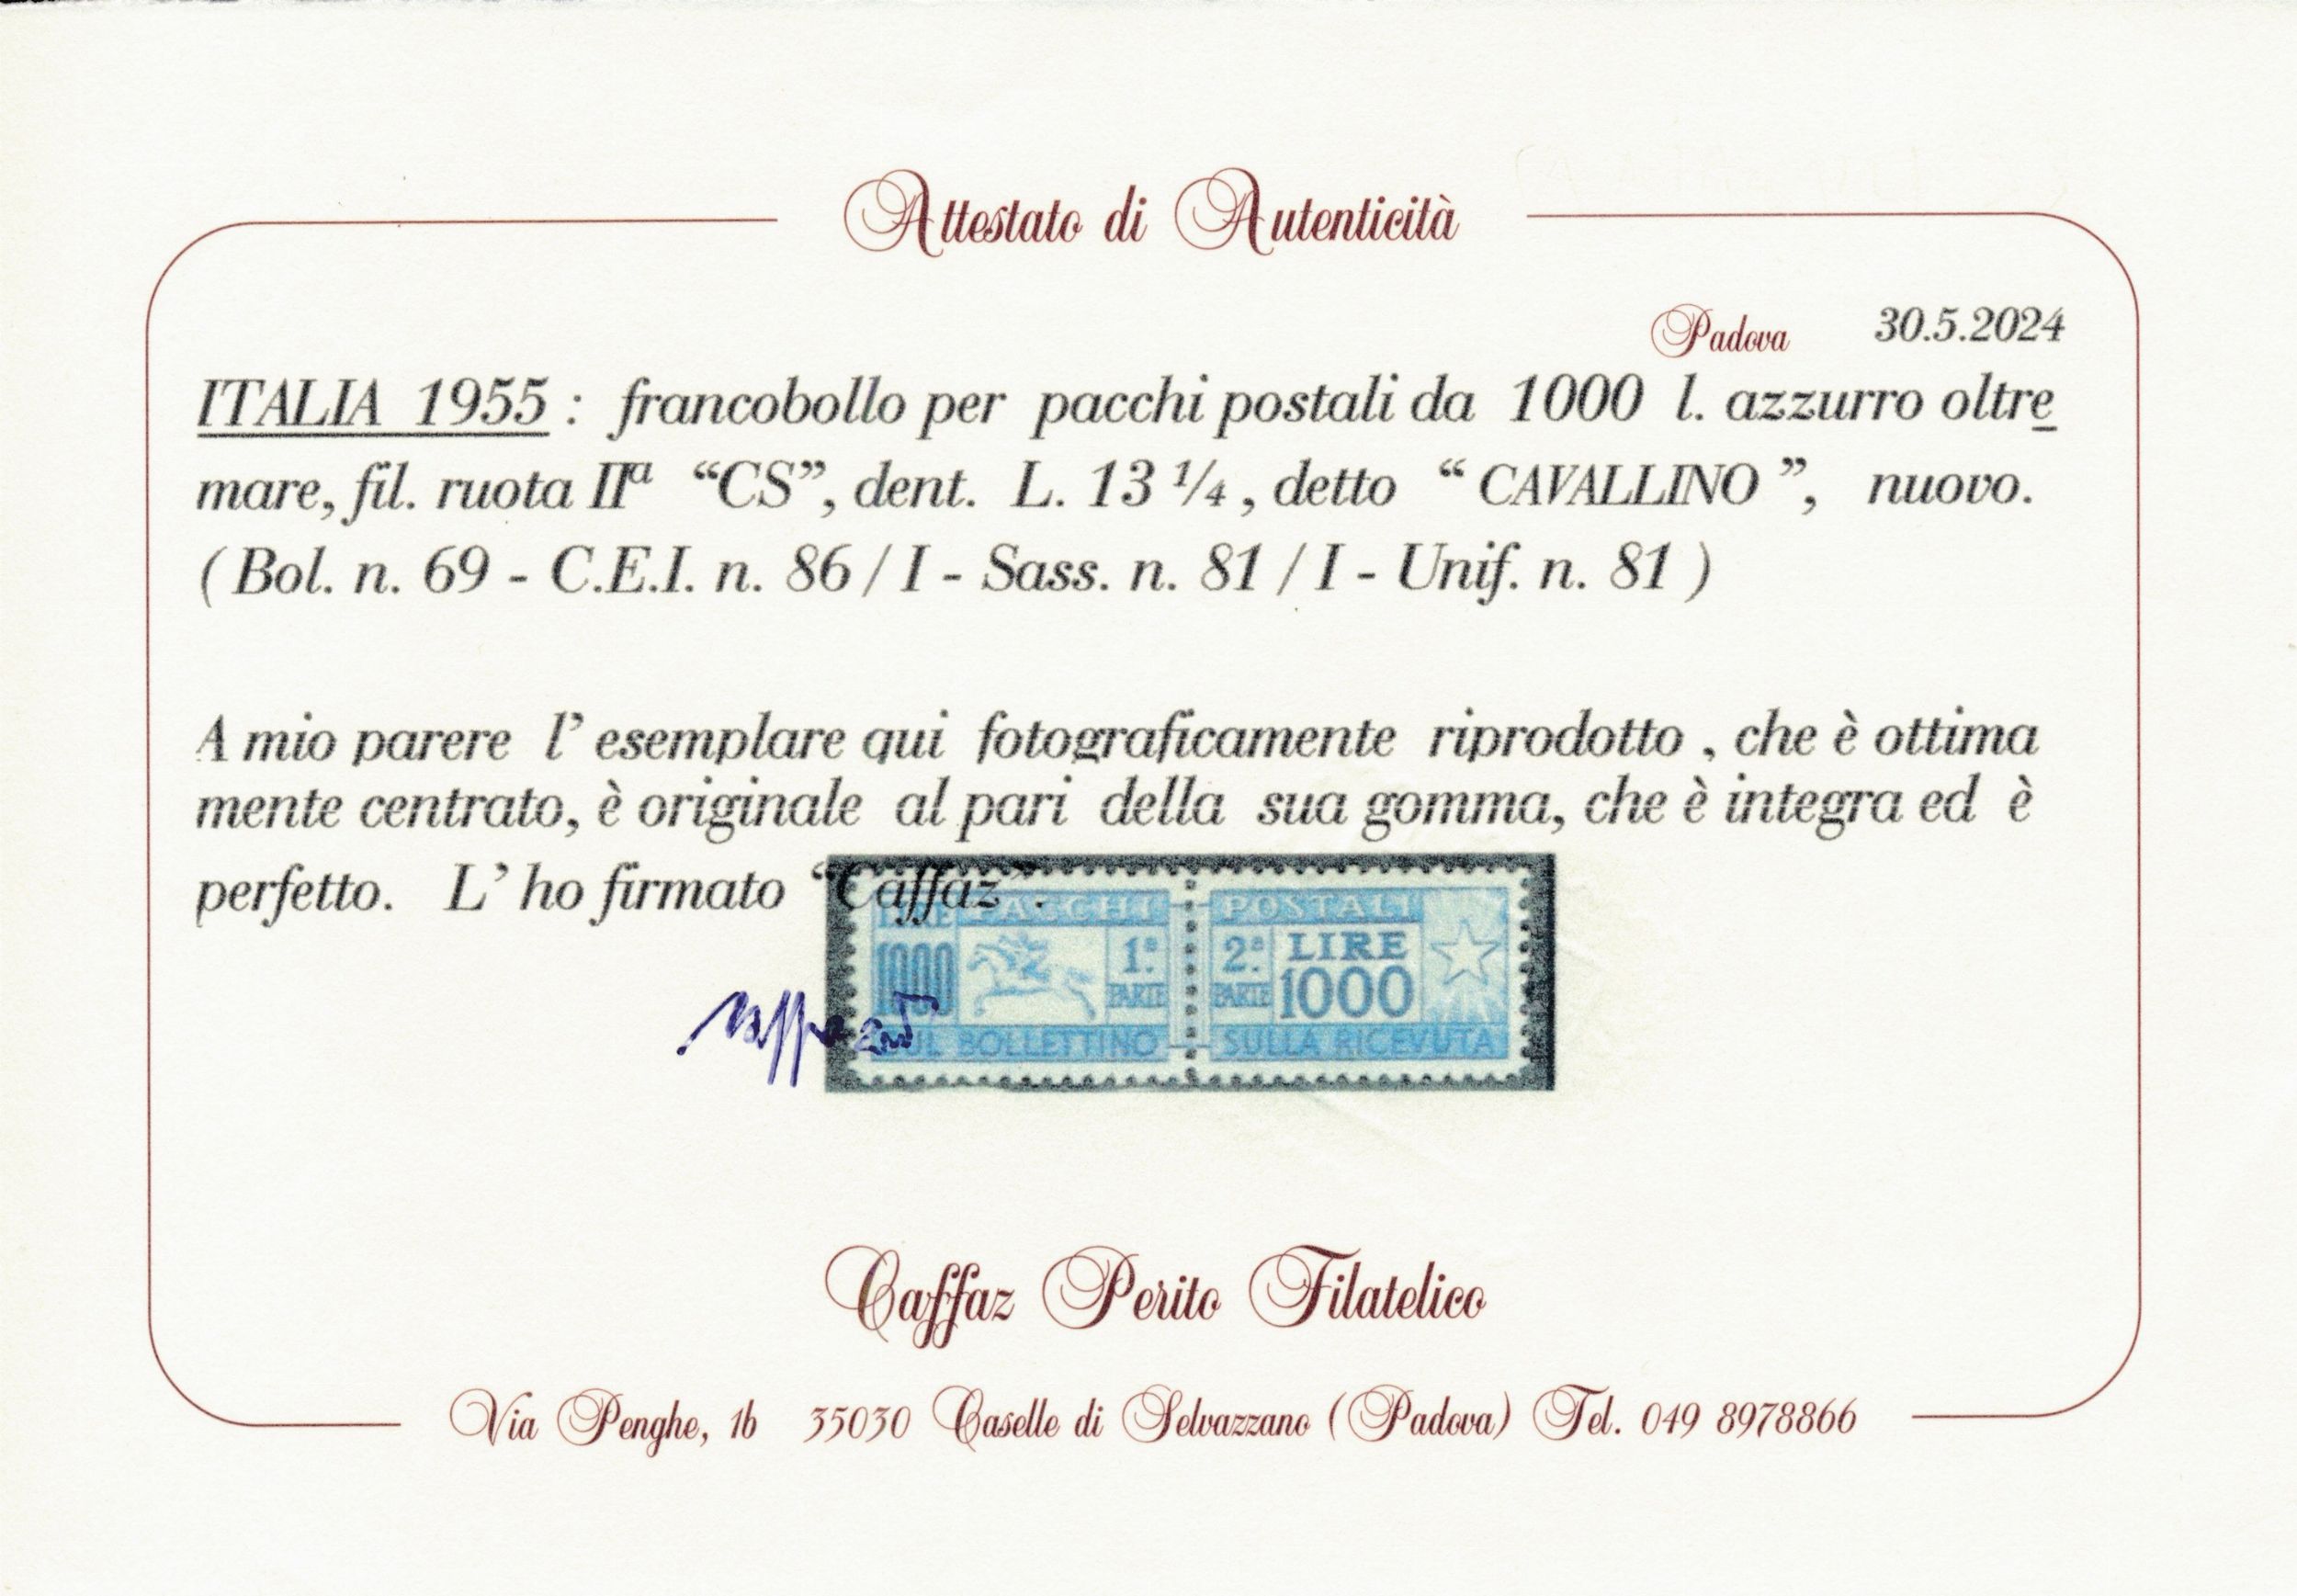 Attestato di Autenticità
Padova 30.5.2024
ITALIA 1955 : francobollo per pacchi postali da 1000 l. azzurro oltre
mare, fil. ruota IIª “CS”, dent. L. 13 ¼ , detto “ CAVALLINO ”, nuovo.
( Bol. n. 69 - C.E.I. n. 86 / I - Sass. n. 81 / I - Unif. n. 81 )
A mio parere l’ esemplare qui fotograficamente riprodotto , che è ottima
mente centrato, è originale al pari della sua gomma, che è integra ed è
perfetto. L’ ho firmato “Caffaz”.
LIRE PACCHI POSTALI
1000 1ª PARTE 2ª PARTE LIRE 1000
SUL BOLLETTINO SULLA RICEVUTA
Caffaz Perito Filatelico
Via Penghe, 1b 35030 Caselle di Selvazzano (Padova) Tel. 049 8978866